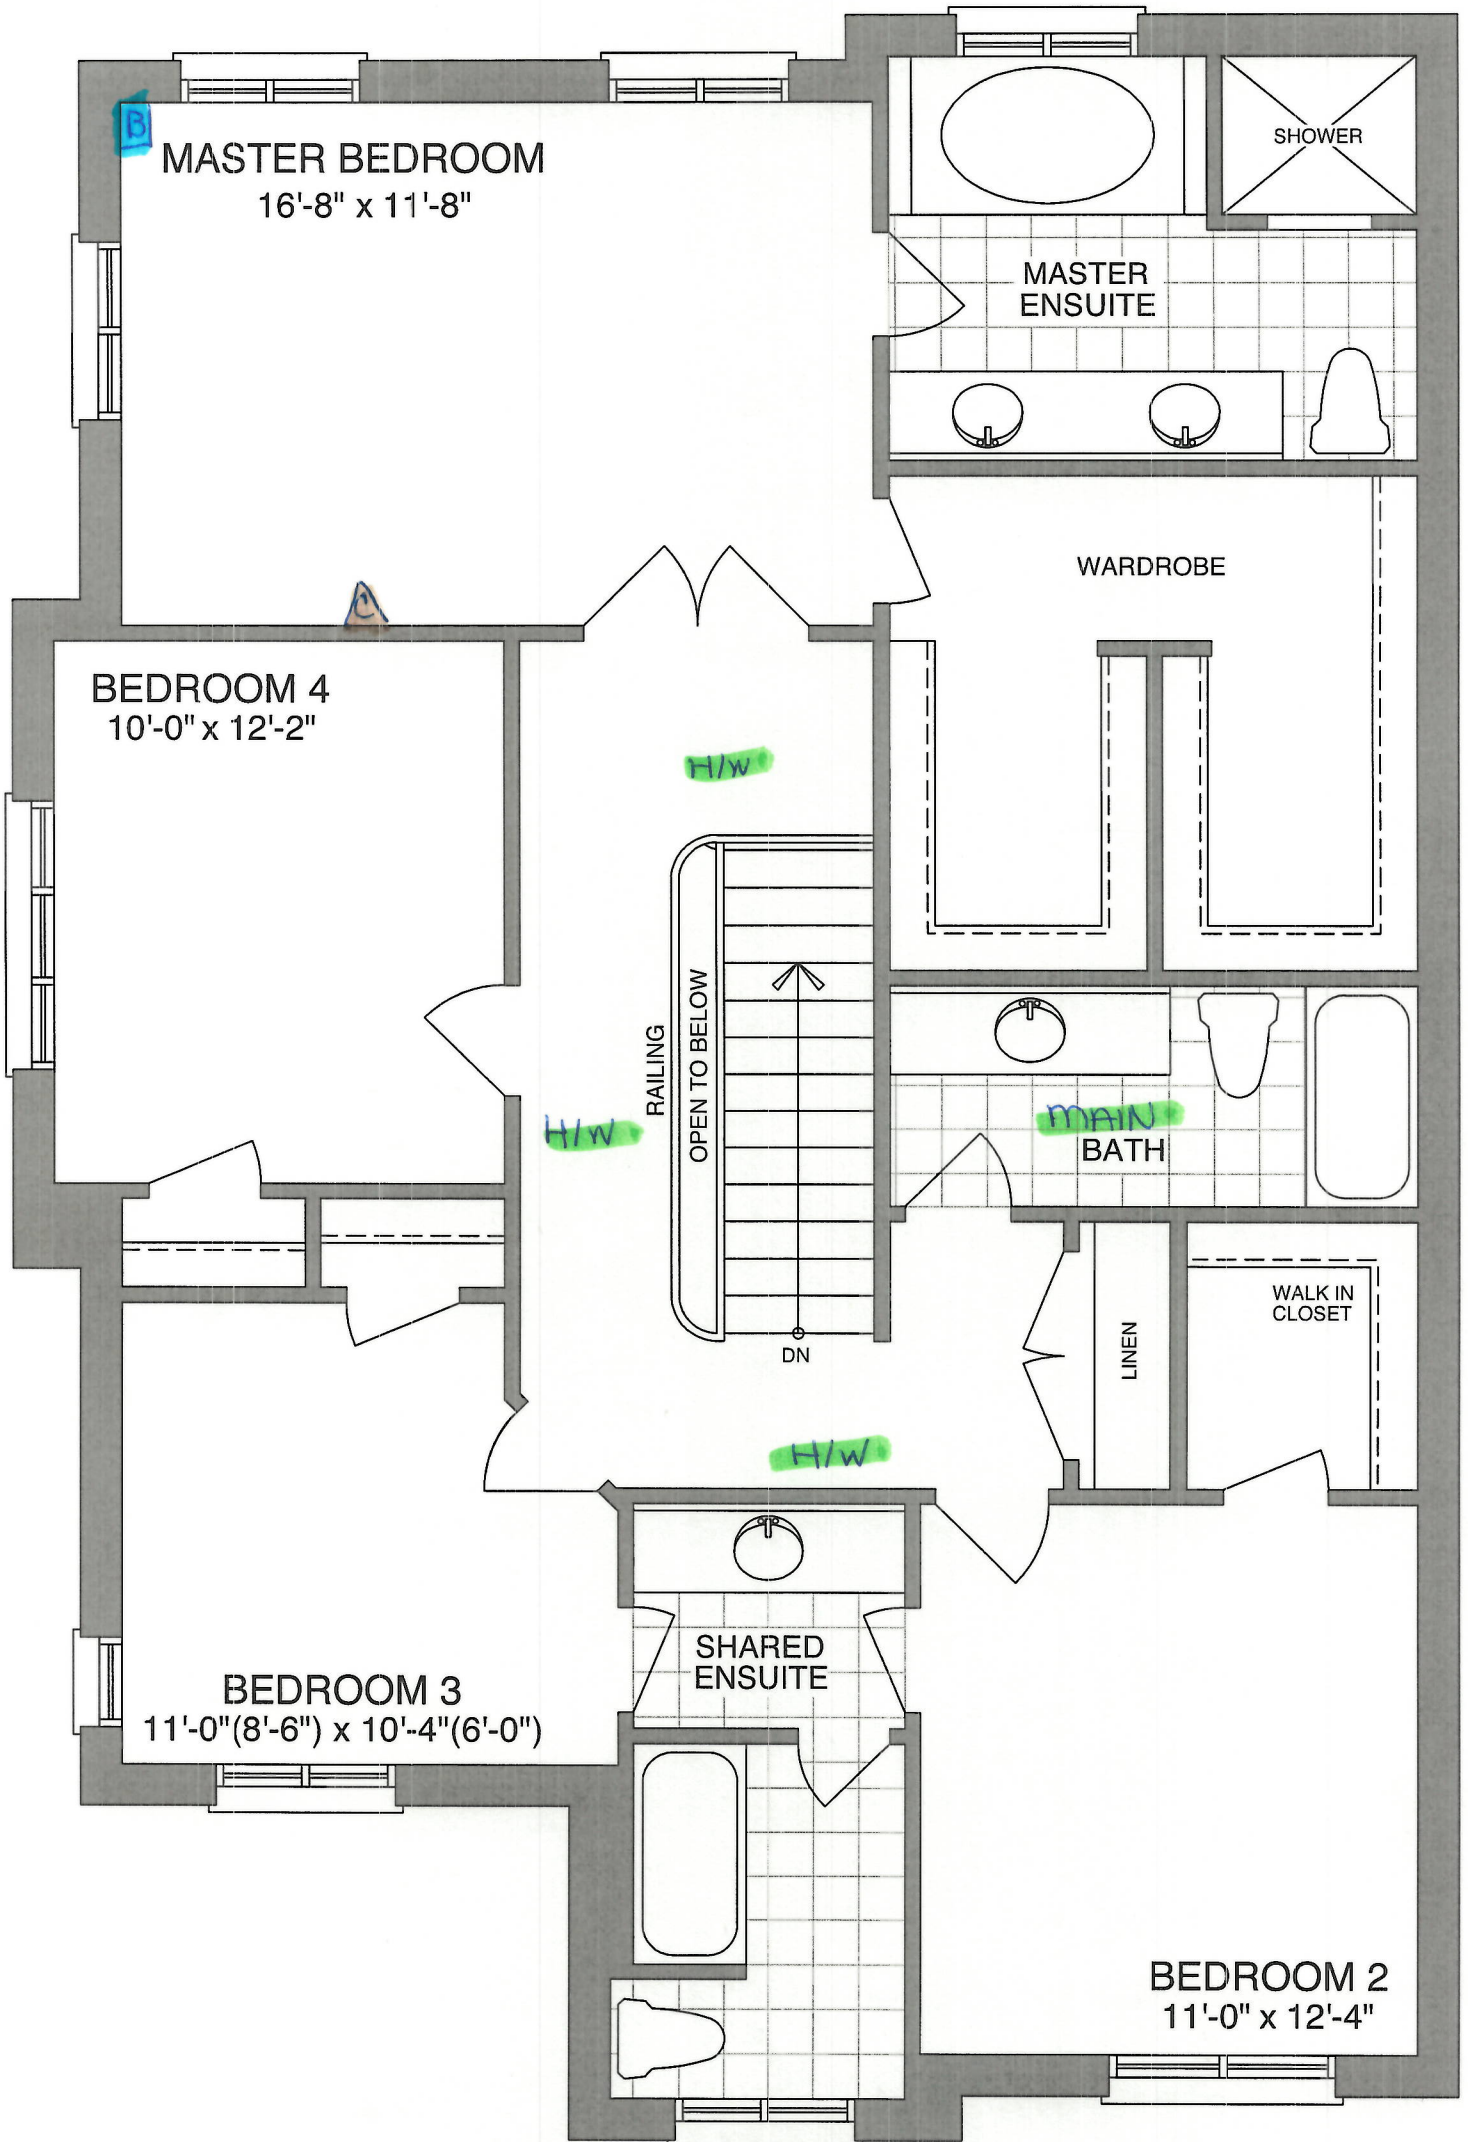 B
MASTER BEDROOM
16'-8" x 11'-8"
SHOWER
MASTER
ENSUITE
WARDROBE
C
BEDROOM 4
10'-0" x 12'-2"
H/W
RAILING
OPEN TO BELOW
H/W
MAIN
BATH
DN
LINEN
WALK IN
CLOSET
H/W
SHARED
ENSUITE
BEDROOM 3
11'-0"(8'-6") x 10'-4"(6'-0")
BEDROOM 2
11'-0" x 12'-4"